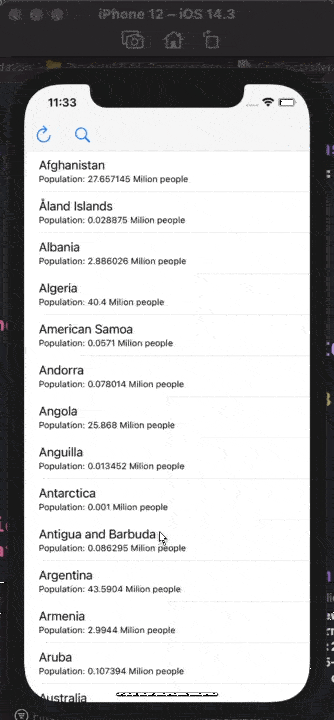 iPhone 12 – iOS 14.3
11:33
Afghanistan
Population: 27.657145 Milion people
Åland Islands
Population: 0.028875 Milion people
Albania
Population: 2.886026 Milion people
Algeria
Population: 40.4 Milion people
American Samoa
Population: 0.0571 Milion people
Andorra
Population: 0.078014 Milion people
Angola
Population: 25.868 Milion people
Anguilla
Population: 0.013452 Milion people
Antarctica
Population: 0.001 Milion people
Antigua and Barbuda
Population: 0.086295 Milion people
Argentina
Population: 43.5904 Milion people
Armenia
Population: 2.9944 Milion people
Aruba
Population: 0.107394 Milion people
Australia